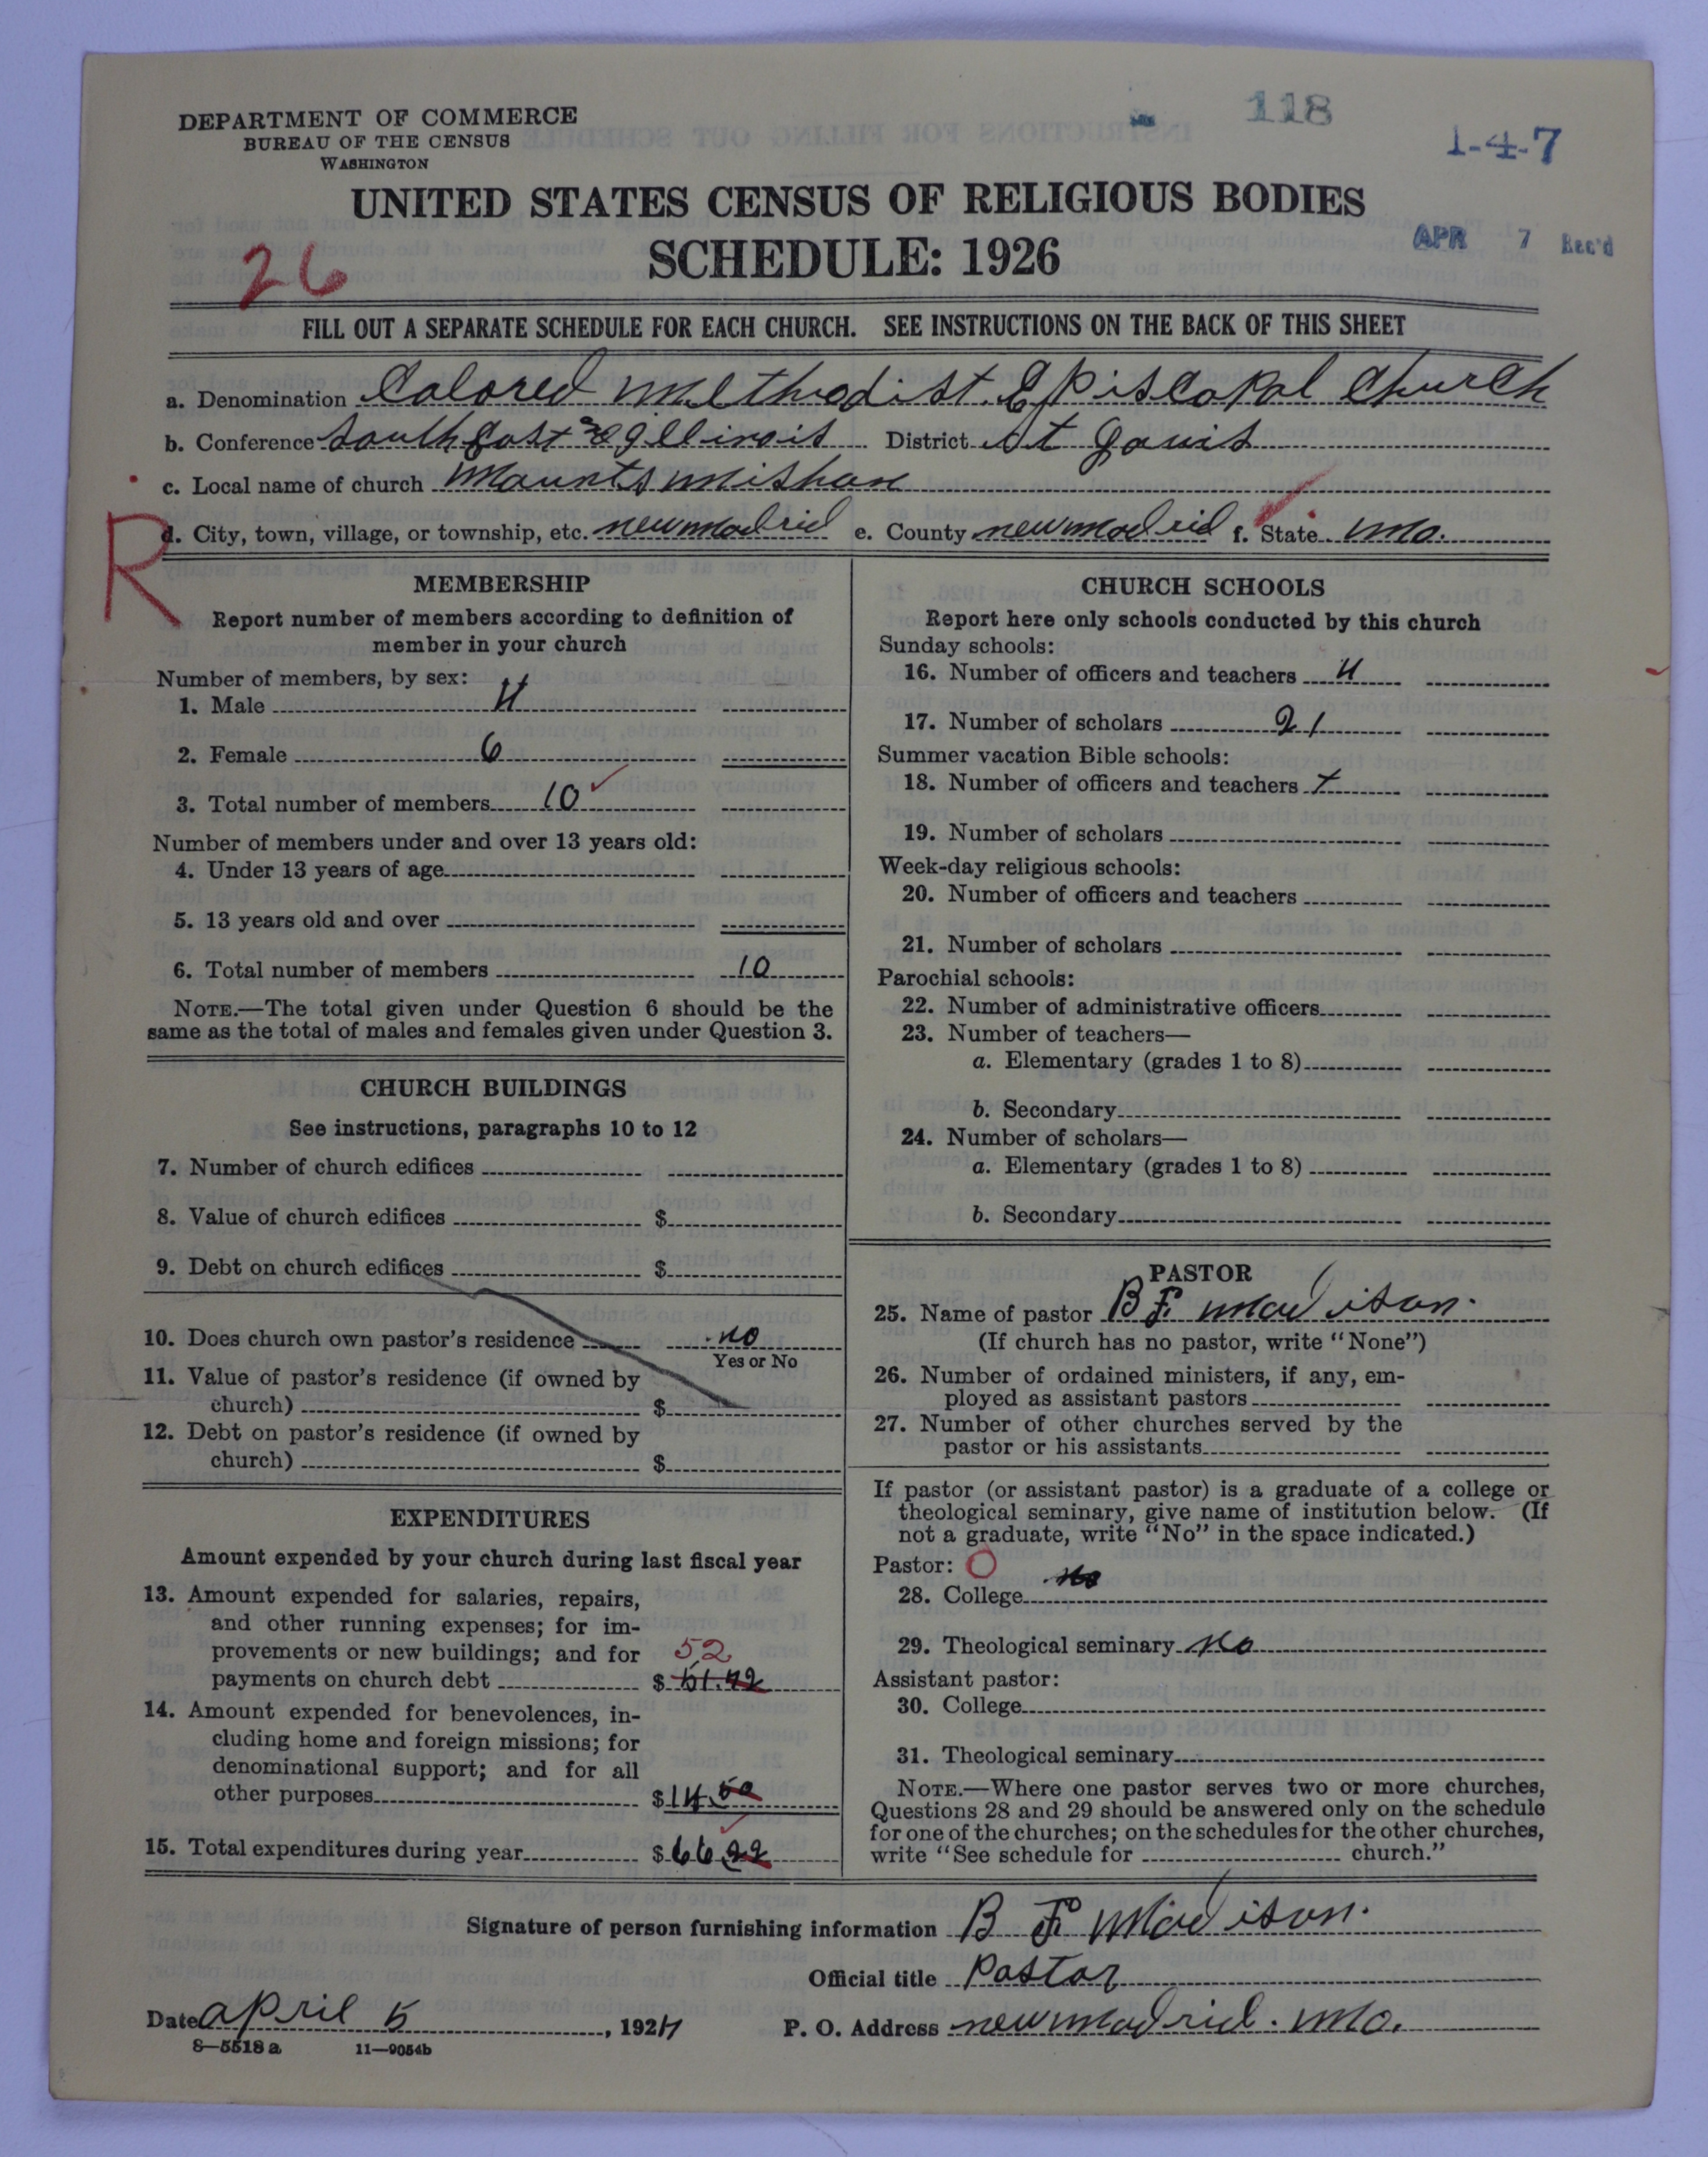 DEPARTMENT OF COMMERCE
BUREAU OF THE CENSUS
WASHINGTON
118
1-4-7
UNITED STATES CENSUS OF RELIGIOUS BODIES
SCHEDULE: 1926
APR 7 Rec'd
26
FILL OUT A SEPARATE SCHEDULE FOR EACH CHURCH. SEE INSTRUCTIONS ON THE BACK OF THIS SHEET
a. Denomination Colored Methodist Episcopal Church
b. Conference South East Illinois District St Louis
c. Local name of church Mounts Mishan
R
d. City, town, village, or township, etc. newmadrid e. County newmadrid f. State Mo.
MEMBERSHIP
Report number of members according to definition of
member in your church
Number of members, by sex:
1. Male 4
2. Female 6
3. Total number of members 10
Number of members under and over 13 years old:
4. Under 13 years of age
5. 13 years old and over
6. Total number of members 10
NOTE.—The total given under Question 6 should be the
same as the total of males and females given under Question 3.
CHURCH BUILDINGS
See instructions, paragraphs 10 to 12
7. Number of church edifices
8. Value of church edifices $
9. Debt on church edifices $
10. Does church own pastor's residence no
Yes or No
11. Value of pastor's residence (if owned by
church) $
12. Debt on pastor's residence (if owned by
church) $
EXPENDITURES
Amount expended by your church during last fiscal year
13. Amount expended for salaries, repairs,
and other running expenses; for im-
provements or new buildings; and for 52
payments on church debt $ 51.72
14. Amount expended for benevolences, in-
cluding home and foreign missions; for
denominational support; and for all
other purposes $14.50
15. Total expenditures during year $66.22
CHURCH SCHOOLS
Report here only schools conducted by this church
Sunday schools:
16. Number of officers and teachers 4
17. Number of scholars 21
Summer vacation Bible schools:
18. Number of officers and teachers x
19. Number of scholars
Week-day religious schools:
20. Number of officers and teachers
21. Number of scholars
Parochial schools:
22. Number of administrative officers
23. Number of teachers—
a. Elementary (grades 1 to 8)
b. Secondary
24. Number of scholars—
a. Elementary (grades 1 to 8)
b. Secondary
PASTOR
25. Name of pastor B F Madison.
(If church has no pastor, write "None")
26. Number of ordained ministers, if any, em-
ployed as assistant pastors
27. Number of other churches served by the
pastor or his assistants
If pastor (or assistant pastor) is a graduate of a college or
theological seminary, give name of institution below. (If
not a graduate, write "No" in the space indicated.)
Pastor: O
28. College no
29. Theological seminary no
Assistant pastor:
30. College
31. Theological seminary
NOTE.—Where one pastor serves two or more churches,
Questions 28 and 29 should be answered only on the schedule
for one of the churches; on the schedules for the other churches,
write "See schedule for church."
Signature of person furnishing information B F Madison.
Official title Pastor
Date april 5, 1927 P. O. Address newmadrid. Mo.
8—5518 a 11—9054b